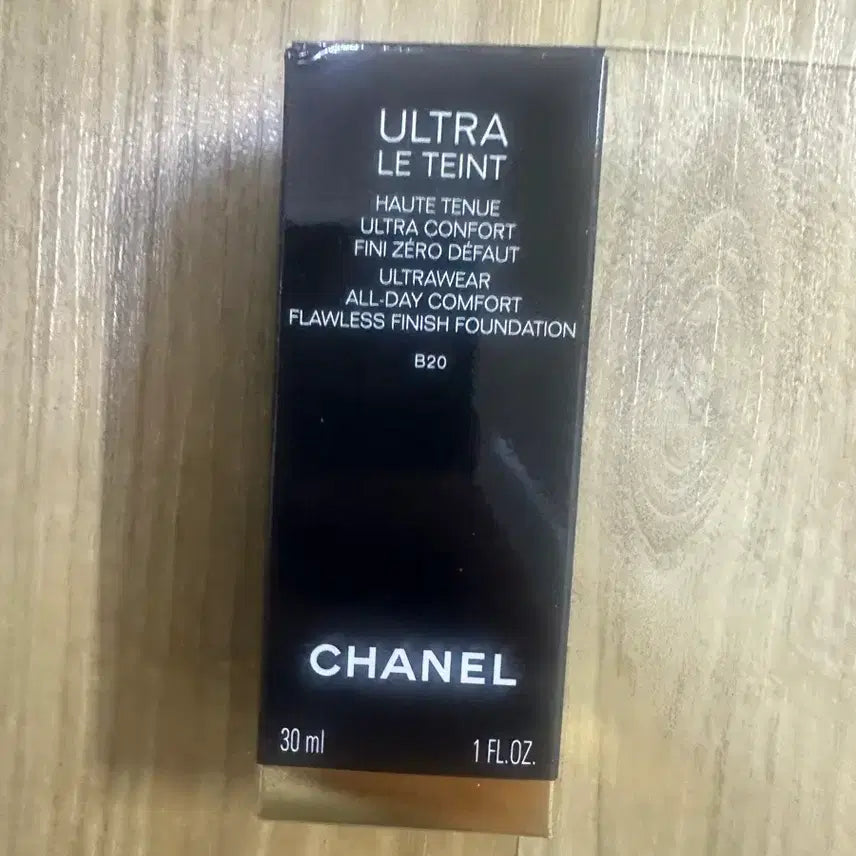 ULTRA
LE TEINT
HAUTE TENUE
ULTRA CONFORT
FINI ZÉRO DÉFAUT
ULTRAWEAR
ALL-DAY COMFORT
FLAWLESS FINISH FOUNDATION
B20
CHANEL
30 ml 1 FL.OZ.